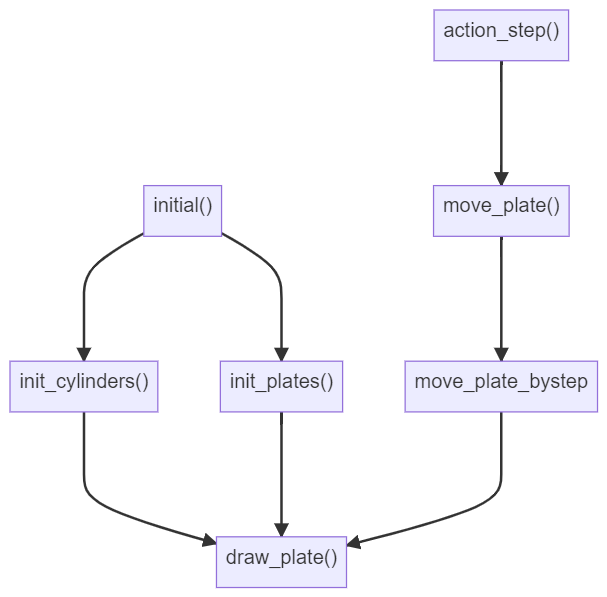 action_step()
initial()
move_plate()
init_cylinders()
init_plates()
move_plate_bystep
draw_plate()